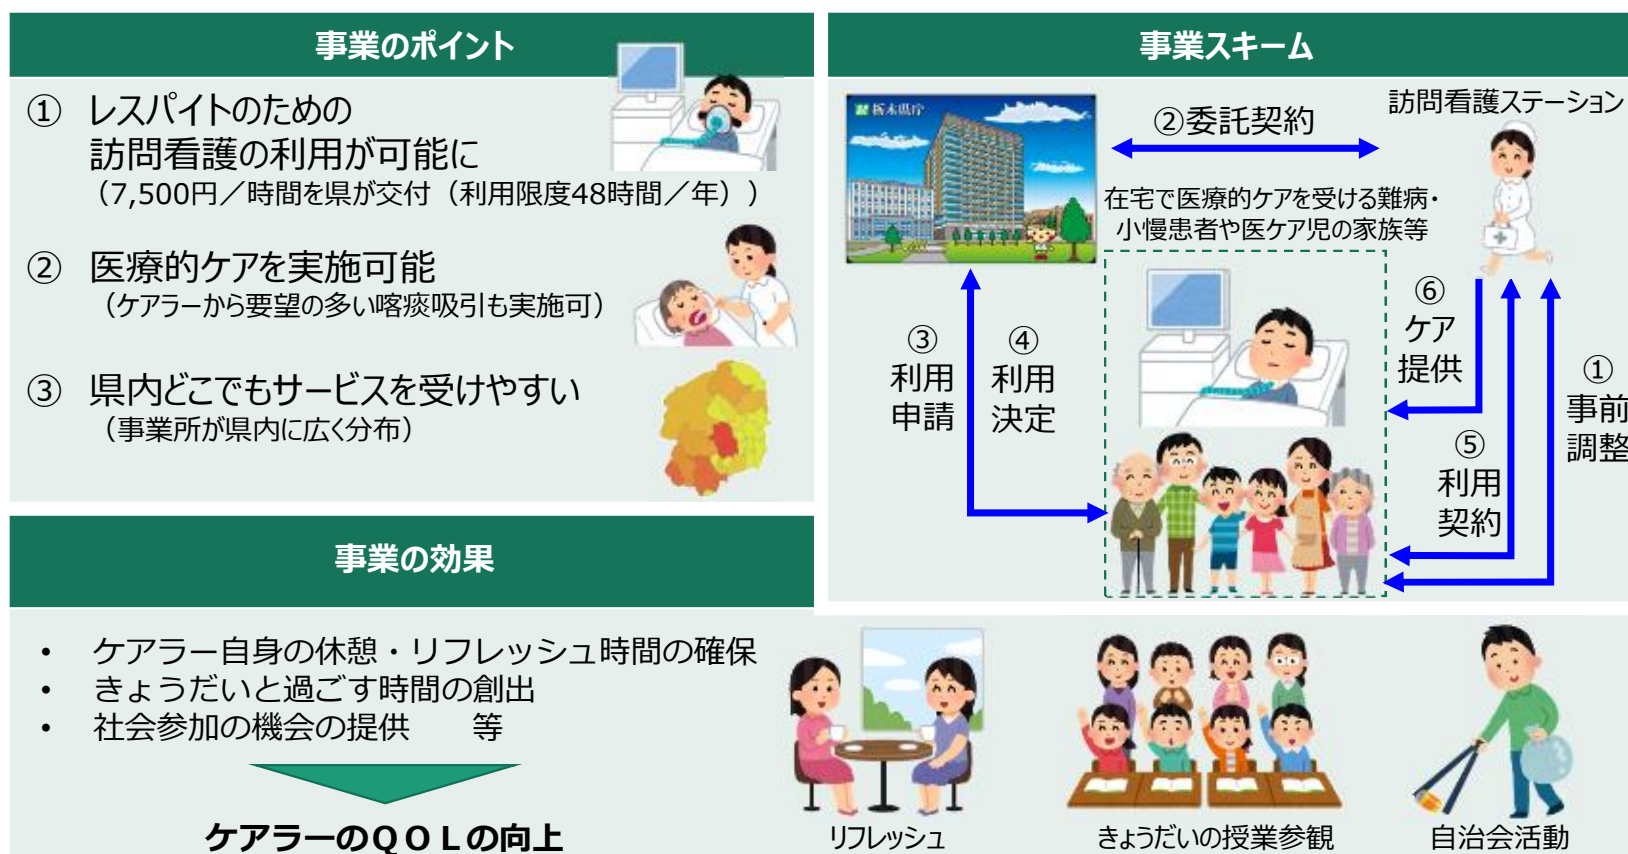 事業のポイント
① レスパイトのための
訪問看護の利用が可能に
（7,500円／時間を県が交付（利用限度48時間／年））
② 医療的ケアを実施可能
（ケアラーから要望の多い喀痰吸引も実施可）
③ 県内どこでもサービスを受けやすい
（事業所が県内に広く分布）
事業スキーム
栃木県庁
②委託契約
訪問看護ステーション
在宅で医療的ケアを受ける難病・
小慢患者や医ケア児の家族等
③
利用
申請
④
利用
決定
⑥
ケア
提供
⑤
利用
契約
①
事前
調整
事業の効果
• ケアラー自身の休憩・リフレッシュ時間の確保
• きょうだいと過ごす時間の創出
• 社会参加の機会の提供　等
ケアラーのＱＯＬの向上
リフレッシュ
きょうだいの授業参観
自治会活動